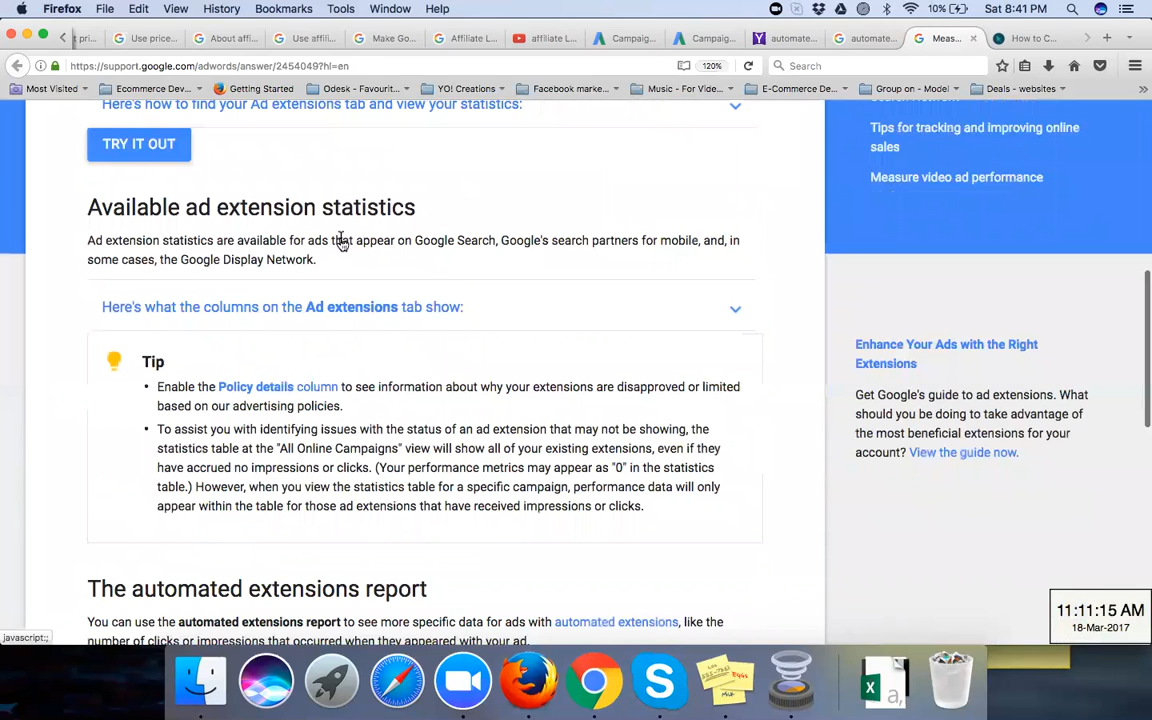 Firefox File Edit View History Bookmarks Tools Window Help 10% Sat 8:41 PM
pri... Use price... About affi... Use affili... Make Go... Affiliate L... affiliate L... Campaig... Campaig... automate... automate... Meas... How to C...
https://support.google.com/adwords/answer/2454049?hl=en 120% Search
Most Visited Ecommerce Dev... Getting Started Odesk - Favourit... YO! Creations Facebook marke... Music - For Vide... E-Commerce De... Group on - Model Deals - websites
Here's how to find your Ad extensions tab and view your statistics:
TRY IT OUT
Available ad extension statistics
Ad extension statistics are available for ads that appear on Google Search, Google's search partners for mobile, and, in
some cases, the Google Display Network.
Here's what the columns on the Ad extensions tab show:
Tip
• Enable the Policy details column to see information about why your extensions are disapproved or limited
based on our advertising policies.
• To assist you with identifying issues with the status of an ad extension that may not be showing, the
statistics table at the "All Online Campaigns" view will show all of your existing extensions, even if they
have accrued no impressions or clicks. (Your performance metrics may appear as "0" in the statistics
table.) However, when you view the statistics table for a specific campaign, performance data will only
appear within the table for those ad extensions that have received impressions or clicks.
The automated extensions report
You can use the automated extensions report to see more specific data for ads with automated extensions, like the
number of clicks or impressions that occurred when they appeared with your ad.
Tips for tracking and improving online
sales
Measure video ad performance
Enhance Your Ads with the Right
Extensions
Get Google's guide to ad extensions. What
should you be doing to take advantage of
the most beneficial extensions for your
account? View the guide now.
11:11:15 AM
18-Mar-2017
javascript:;